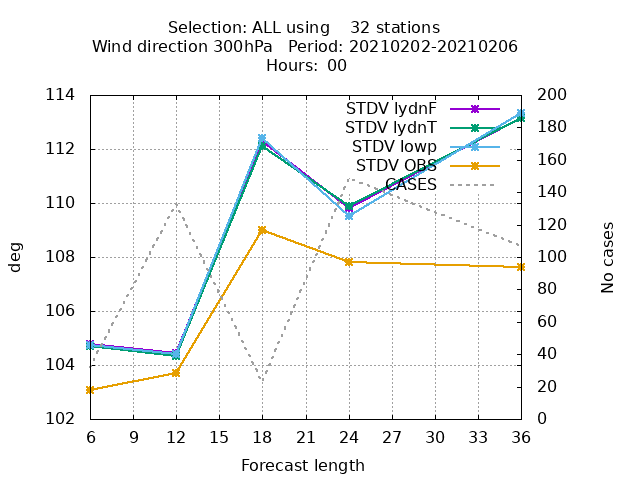 Selection: ALL using    32 stations
Wind direction 300hPa   Period: 20210202-20210206
Hours: 00
STDV lydnF
STDV lydnT
STDV lowp
STDV OBS
CASES
114
112
110
108
106
104
102
deg
200
180
160
140
120
100
80
60
40
20
0
No cases
6 9 12 15 18 21 24 27 30 33 36
Forecast length